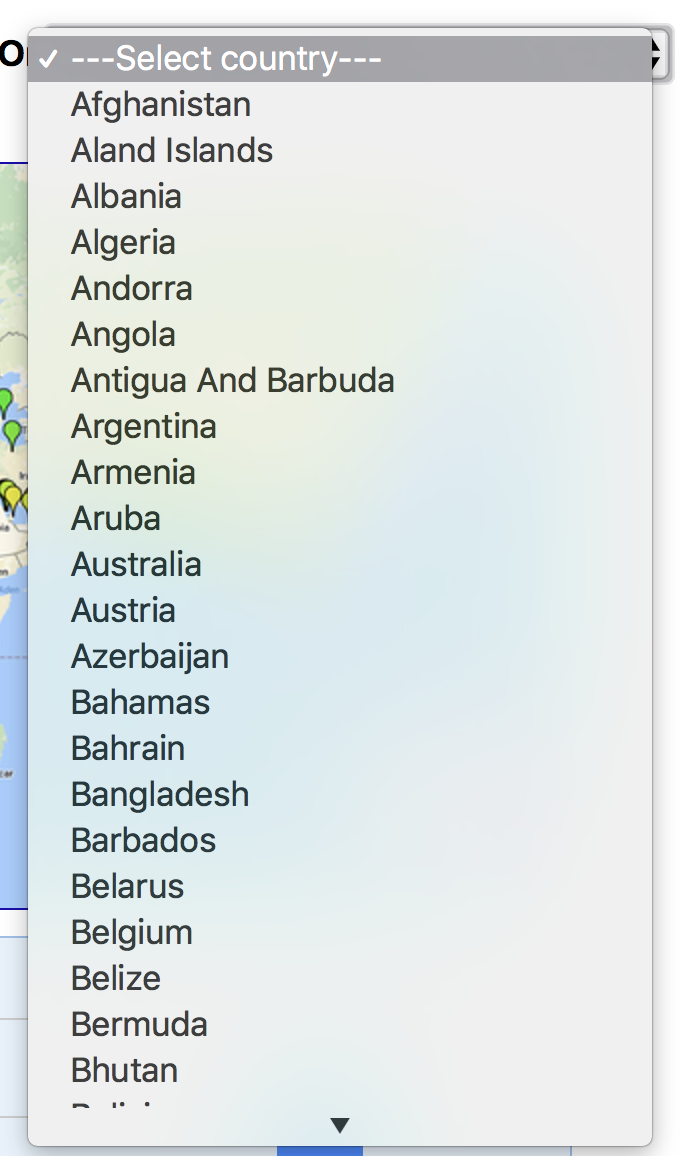 ---Select country---
Afghanistan
Aland Islands
Albania
Algeria
Andorra
Angola
Antigua And Barbuda
Argentina
Armenia
Aruba
Australia
Austria
Azerbaijan
Bahamas
Bahrain
Bangladesh
Barbados
Belarus
Belgium
Belize
Bermuda
Bhutan